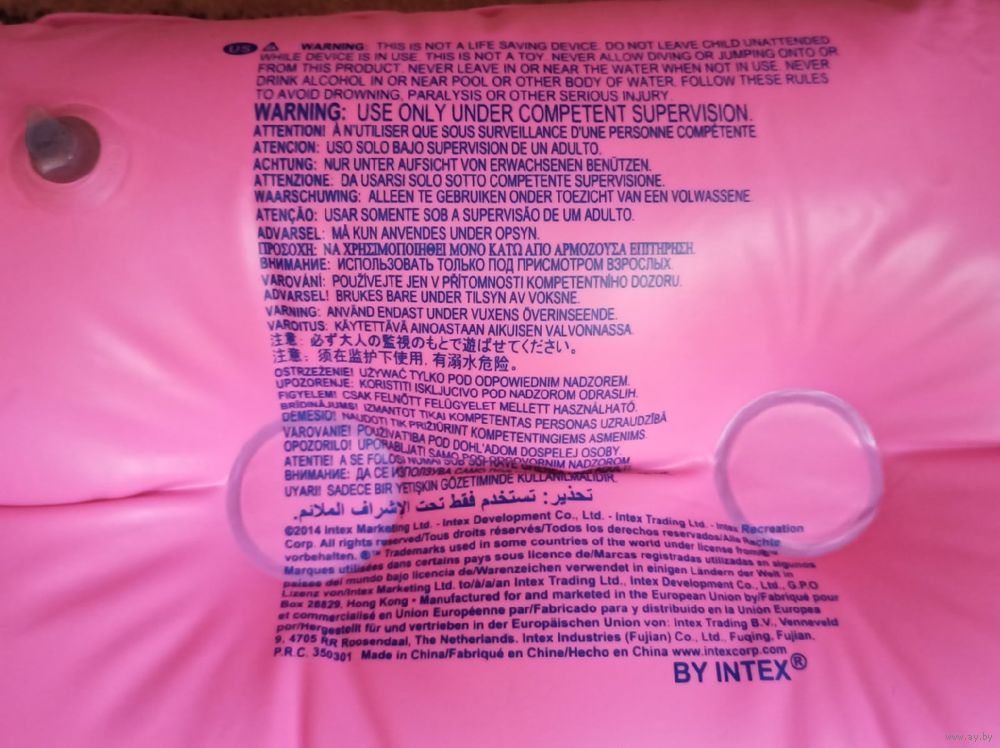 US ⚠ WARNING: THIS IS NOT A LIFE SAVING DEVICE. DO NOT LEAVE CHILD UNATTENDED
WHILE DEVICE IS IN USE. THIS IS NOT A TOY. NEVER ALLOW DIVING OR JUMPING ONTO OR
FROM THIS PRODUCT. NEVER LEAVE IN OR NEAR THE WATER WHEN NOT IN USE. NEVER
DRINK ALCOHOL IN OR NEAR POOL OR OTHER BODY OF WATER. FOLLOW THESE RULES
TO AVOID DROWNING, PARALYSIS OR OTHER SERIOUS INJURY.
WARNING: USE ONLY UNDER COMPETENT SUPERVISION.
ATTENTION! À N'UTILISER QUE SOUS SURVEILLANCE D'UNE PERSONNE COMPÉTENTE
ATENCION: USO SOLO BAJO SUPERVISION DE UN ADULTO.
ACHTUNG: NUR UNTER AUFSICHT VON ERWACHSENEN BENÜTZEN.
ATTENZIONE: DA USARSI SOLO SOTTO COMPETENTE SUPERVISIONE.
WAARSCHUWING: ALLEEN TE GEBRUIKEN ONDER TOEZICHT VAN EEN VOLWASSENE.
ATENÇÃO: USAR SOMENTE SOB A SUPERVISÃO DE UM ADULTO.
ADVARSEL: MÅ KUN ANVENDES UNDER OPSYN.
ΠΡΟΣΟΧΗ: ΝΑ ΧΡΗΣΙΜΟΠΟΙΗΘΕΙ ΜΟΝΟ ΚΑΤΩ ΑΠΟ ΑΡΜΟΖΟΥΣΑ ΕΠΙΤΗΡΗΣΗ.
ВНИМАНИЕ: ИСПОЛЬЗОВАТЬ ТОЛЬКО ПОД ПРИСМОТРОМ ВЗРОСЛЫХ.
VAROVÁNI: POUŽÍVEJTE JEN V PŘÍTOMNOSTI KOMPETENTNÍHO DOZORU.
ADVARSEL! BRUKES BARE UNDER TILSYN AV VOKSNE.
VARNING: ANVÄND ENDAST UNDER VUXENS ÖVERINSEENDE.
VAROITUS: KÄYTETTÄVÄ AINOASTAAN AIKUISEN VALVONNASSA.
注意: 必ず大人の監視のもとで遊ばせてください。
注意: 须在监护下使用, 有溺水危险。
OSTRZEŻENIE! UŻYWAĆ TYLKO POD ODPOWIEDNIM NADZOREM.
UPOZORENJE: KORISTITI ISKLJUCIVO POD NADZOROM ODRASLIH.
FIGYELEM! CSAK FELNŐTT FELÜGYELET MELLETT HASZNÁLHATÓ.
BRĪDINĀJUMS! IZMANTOT TIKAI KOMPETENTAS PERSONAS UZRAUDZĪBĀ
DEMESIO! NAUDOTI TIK PRIŽIŪRINT KOMPETENTINGIEMS ASMENIMS.
VAROVANIE! POUŽÍVATIBA POD DOHL'ADOM DOSPELEJ OSOBY.
OPOZORILO! UPORABLJATI SAMO POD NADZOROM
ATENTIE! A SE FOLOSI NUMAI SUB
ВНИМАНИЕ: ДА СЕ ИЗПОЛЗУВА САМО
UYARI! SADECE BIR YETIŞKIN GÖZETIMINDE KULLANILMALIDIR.
تحذير: تستخدم فقط تحت الإشراف الملائم.
©2014 Intex Marketing Ltd. - Intex Development Co., Ltd. - Intex Trading Ltd. - Intex Recreation
Corp. All rights reserved/Tous droits réservés/Todos los derechos reservados/Alle Rechte
vorbehalten. ®™ Trademarks used in some countries of the world under license from/®™
Marques utilisées dans certains pays sous licence de/Marcas registradas utilizadas en algunos
países del mundo bajo licencia de/Warenzeichen verwendet in einigen Ländern der Welt in
Lizenz von/Intex Marketing Ltd. to/à/a/an Intex Trading Ltd., Intex Development Co., Ltd., G.P.O
Box 28829, Hong Kong • Manufactured for and marketed in the European Union by/Fabriqué pour
et commercialisé en Union Européenne par/Fabricado para y distribuido en la Unión Europea
por/Hergestellt für und vertrieben in der Europäischen Union von: Intex Trading B.V., Venneveld
9, 4705 RR Roosendaal, The Netherlands. Intex Industries (Fujian) Co., Ltd., Fuqing, Fujian,
P.R.C. 350301 Made in China/Fabriqué en Chine/Hecho en China www.intexcorp.com
BY INTEX®
www.ay.by